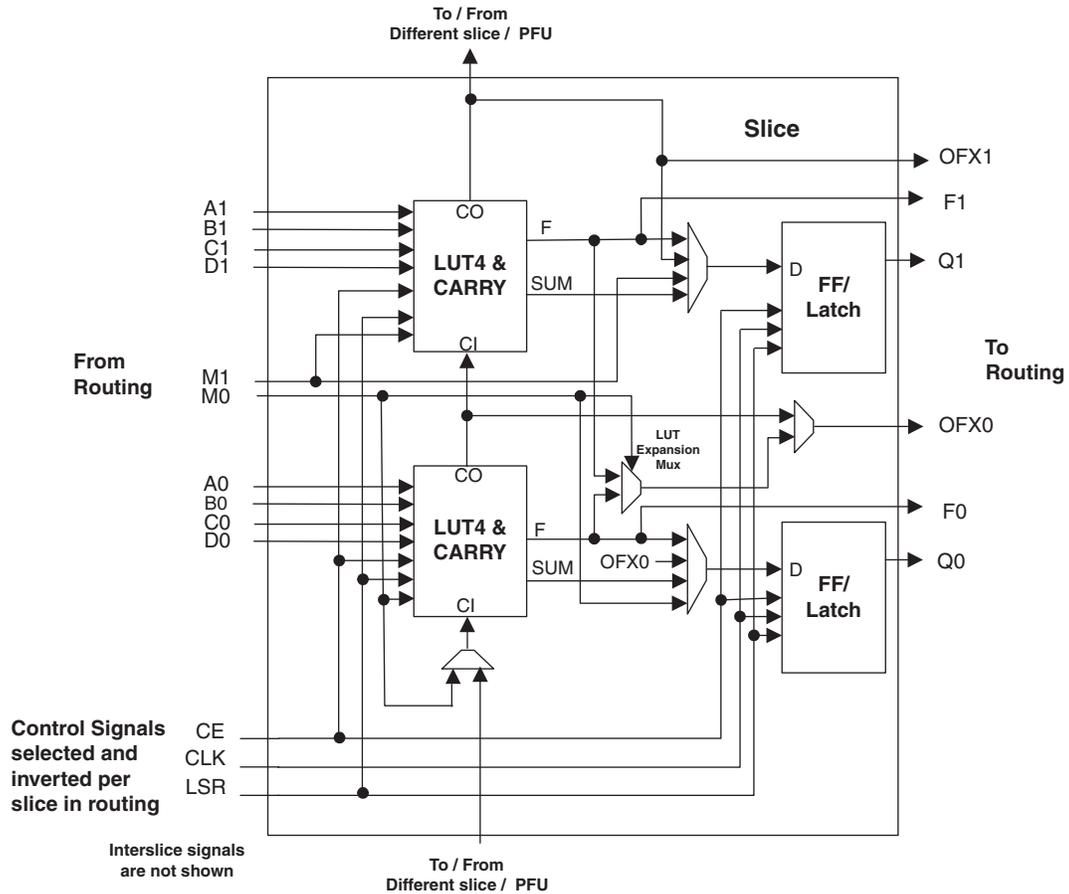 To / From
Different slice / PFU
Slice
OFX1
F1
A1
B1
C1
D1
CO
LUT4 &
CARRY
F
SUM
CI
D
FF/
Latch
Q1
From
Routing
M1
M0
To
Routing
LUT
Expansion
Mux
OFX0
A0
B0
C0
D0
CO
LUT4 &
CARRY
F
OFX0
SUM
CI
F0
D
FF/
Latch
Q0
Control Signals
selected and
inverted per
slice in routing
CE
CLK
LSR
Interslice signals
are not shown
To / From
Different slice / PFU